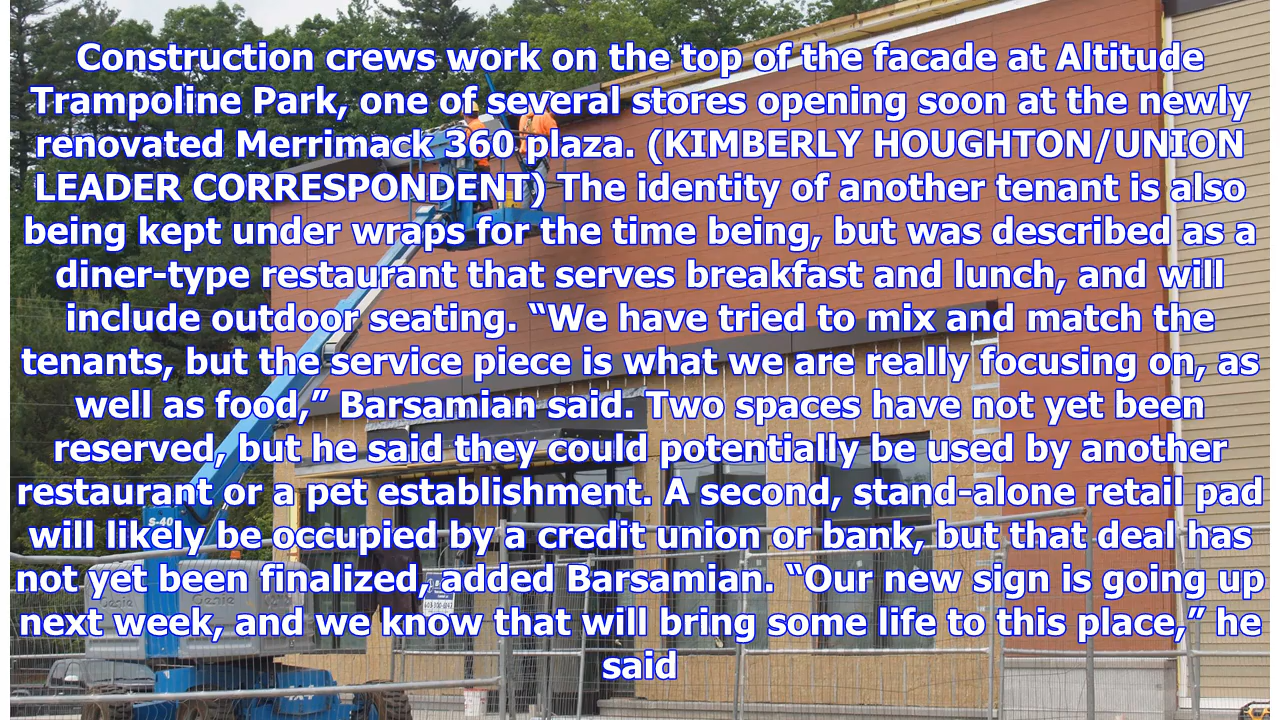 Construction crews work on the top of the facade at Altitude
Trampoline Park, one of several stores opening soon at the newly
renovated Merrimack 360 plaza. (KIMBERLY HOUGHTON/UNION
LEADER CORRESPONDENT) The identity of another tenant is also
being kept under wraps for the time being, but was described as a
diner-type restaurant that serves breakfast and lunch, and will
include outdoor seating. “We have tried to mix and match the
tenants, but the service piece is what we are really focusing on, as
well as food,” Barsamian said. Two spaces have not yet been
reserved, but he said they could potentially be used by another
restaurant or a pet establishment. A second, stand-alone retail pad
will likely be occupied by a credit union or bank, but that deal has
not yet been finalized, added Barsamian. “Our new sign is going up
next week, and we know that will bring some life to this place,” he
said
S-40
Genie
Genie
4X4